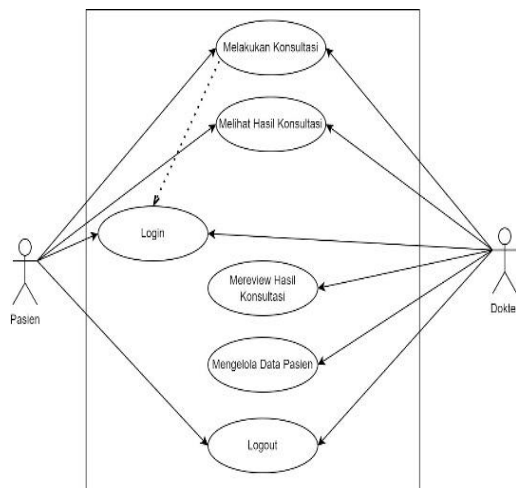 Melakukan Konsultasi
Melihat Hasil Konsultasi
Login
Mereview Hasil
Konsultasi
Pasien
Dokte
Mengelola Data Pasien
Logout